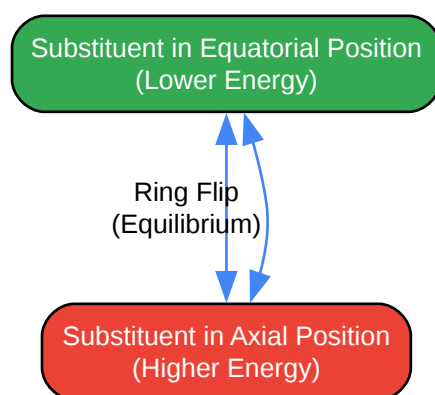 Substituent in Equatorial Position
(Lower Energy)
Ring Flip
(Equilibrium)
Substituent in Axial Position
(Higher Energy)